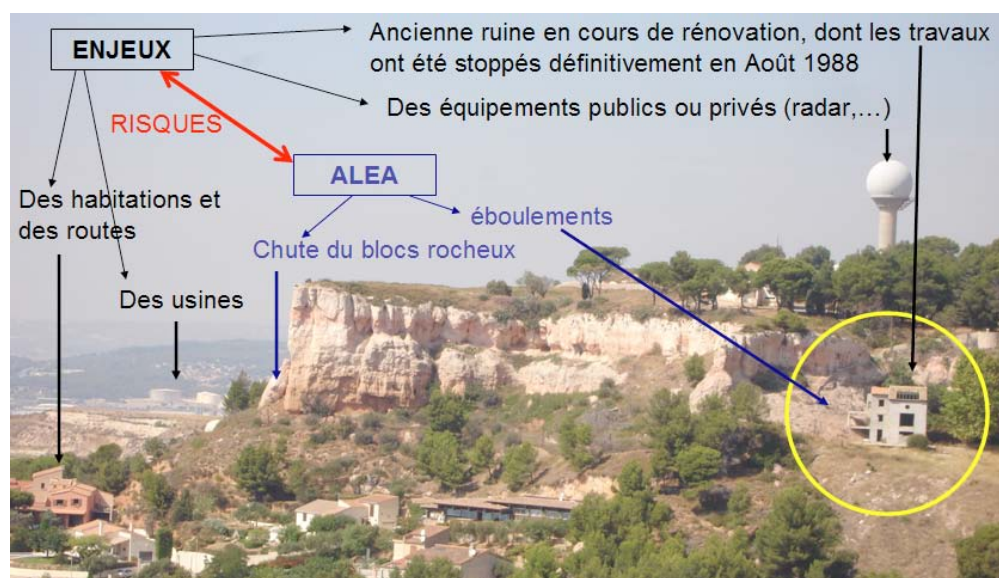 ENJEUX
Ancienne ruine en cours de rénovation, dont les travaux
ont été stoppés définitivement en Août 1988
Des équipements publics ou privés (radar,...)
RISQUES
ALEA
Des habitations et
des routes
éboulements
Chute du blocs rocheux
Des usines